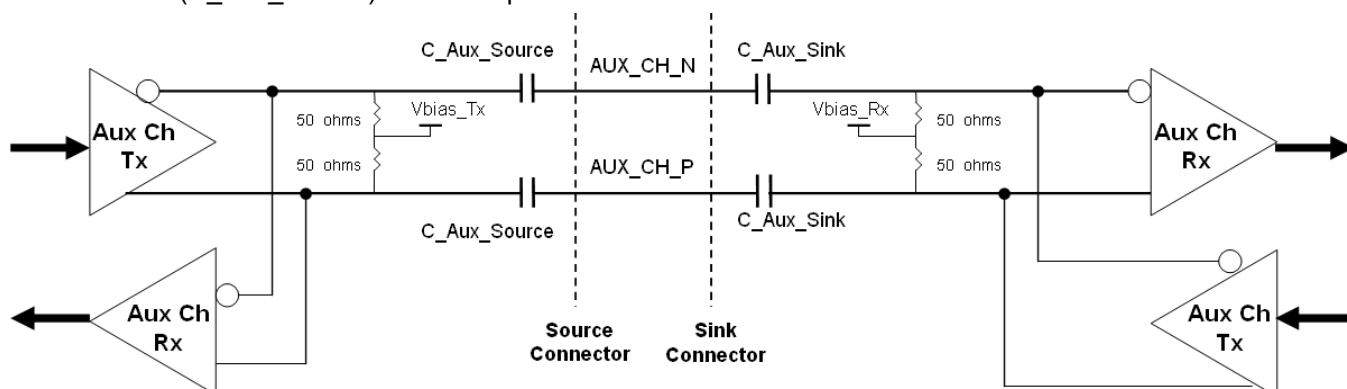 C_Aux_Source
C_Aux_Sink
AUX_CH_N
Vbias_Tx
Vbias_Rx
50 ohms
50 ohms
Aux Ch
Tx
50 ohms
50 ohms
Aux Ch
Rx
AUX_CH_P
C_Aux_Source
C_Aux_Sink
Aux Ch
Rx
Source
Connector
Sink
Connector
Aux Ch
Tx